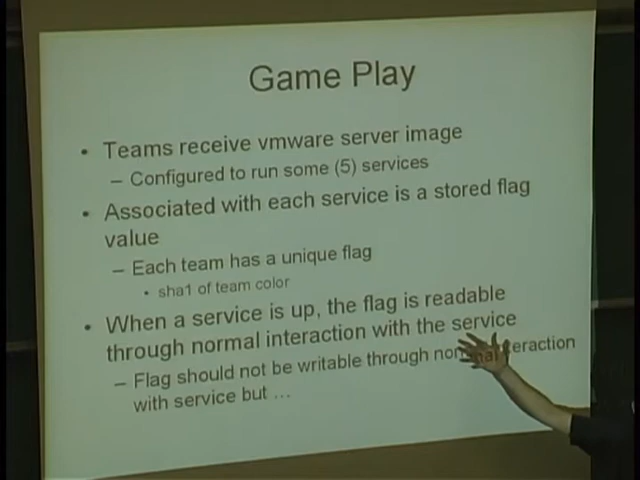 Game Play
• Teams receive vmware server image
– Configured to run some (5) services
• Associated with each service is a stored flag
value
– Each team has a unique flag
• sha1 of team color
• When a service is up, the flag is readable
through normal interaction with the service
– Flag should not be writable through normal interaction
with service but ...